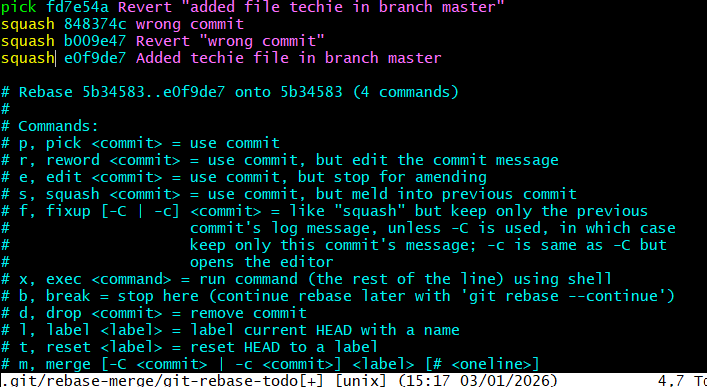 pick fd7e54a Revert "added file techie in branch master"
squash 848374c wrong commit
squash b009e47 Revert "wrong commit"
squash e0f9de7 Added techie file in branch master
# Rebase 5b34583..e0f9de7 onto 5b34583 (4 commands)
#
# Commands:
# p, pick <commit> = use commit
# r, reword <commit> = use commit, but edit the commit message
# e, edit <commit> = use commit, but stop for amending
# s, squash <commit> = use commit, but meld into previous commit
# f, fixup [-C | -c] <commit> = like "squash" but keep only the previous
#                    commit's log message, unless -C is used, in which case
#                    keep only this commit's message; -c is same as -C but
#                    opens the editor
# x, exec <command> = run command (the rest of the line) using shell
# b, break = stop here (continue rebase later with 'git rebase --continue')
# d, drop <commit> = remove commit
# l, label <label> = label current HEAD with a name
# t, reset <label> = reset HEAD to a label
# m, merge [-C <commit> | -c <commit>] <label> [# <oneline>]
.git/rebase-merge/git-rebase-todo[+] [unix] (15:17 03/01/2026) 4,7 To